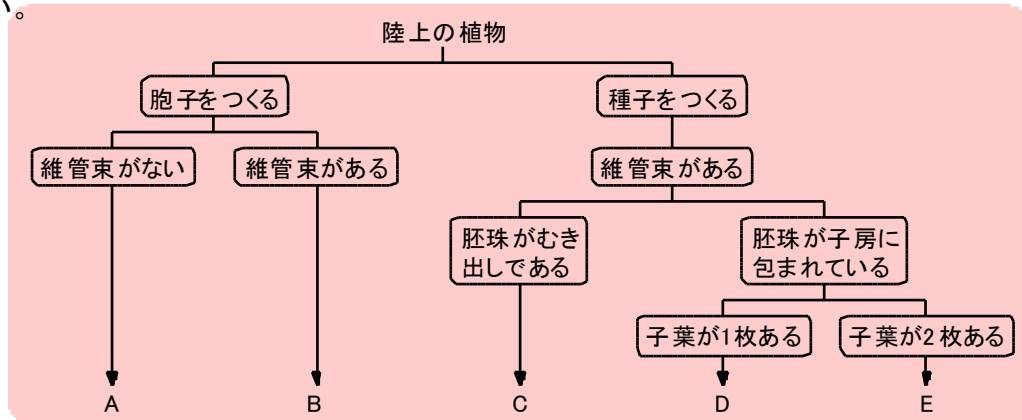 い。
陸上の植物
胞子をつくる
種子をつくる
維管束がない
維管束がある
維管束がある
胚珠がむき
出しである
胚珠が子房に
包まれている
子葉が1枚ある
子葉が2枚ある
A
B
C
D
E